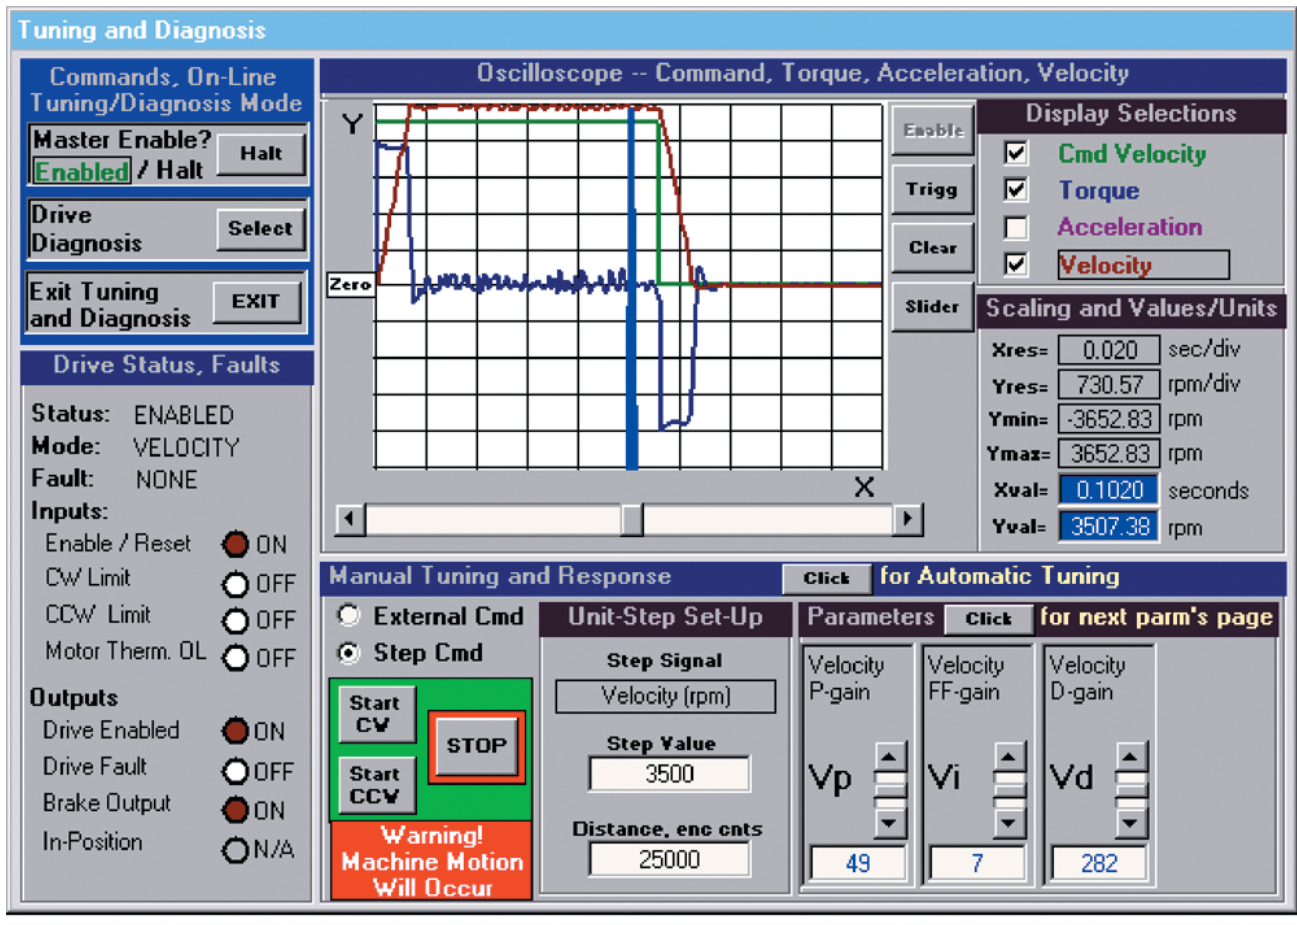 Tuning and Diagnosis
Commands, On-Line
Tuning/Diagnosis Mode
Master Enable?
Enabled / Halt
Halt
Drive
Diagnosis
Select
Exit Tuning
and Diagnosis
EXIT
Drive Status, Faults
Status: ENABLED
Mode: VELOCITY
Fault: NONE
Inputs:
Enable / Reset ON
CW Limit OFF
CCW Limit OFF
Motor Therm. OL OFF
Outputs
Drive Enabled ON
Drive Fault OFF
Brake Output ON
In-Position N/A
Oscilloscope -- Command, Torque, Acceleration, Velocity
Y
Zero
X
Enable
Trigg
Clear
Slider
Display Selections
Cmd Velocity
Torque
Acceleration
Velocity
Scaling and Values/Units
Xres= 0.020 sec/div
Yres= 730.57 rpm/div
Ymin= -3652.83 rpm
Ymax= 3652.83 rpm
Xval= 0.1020 seconds
Yval= 3507.38 rpm
Manual Tuning and Response
Click for Automatic Tuning
External Cmd
Step Cmd
Start
CW
Start
CCW
STOP
Warning!
Machine Motion
Will Occur
Unit-Step Set-Up
Step Signal
Velocity (rpm)
Step Value
3500
Distance, enc cnts
25000
Parameters Click for next parm's page
Velocity
P-gain
Vp
49
Velocity
FF-gain
Vi
7
Velocity
D-gain
Vd
282